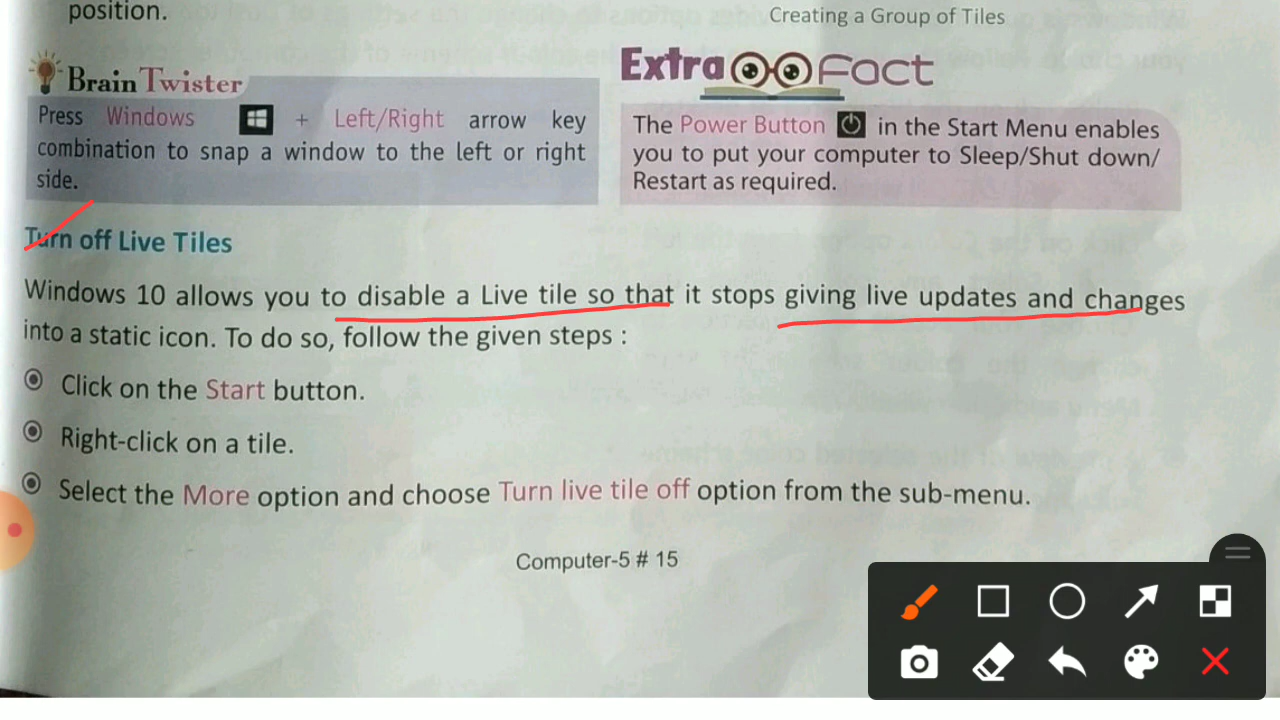 position.
Creating a Group of Tiles
Brain Twister
Press Windows + Left/Right arrow key
combination to snap a window to the left or right
side.
Extra Fact
The Power Button in the Start Menu enables
you to put your computer to Sleep/Shut down/
Restart as required.
Turn off Live Tiles
Windows 10 allows you to disable a Live tile so that it stops giving live updates and changes
into a static icon. To do so, follow the given steps :
Click on the Start button.
Right-click on a tile.
Select the More option and choose Turn live tile off option from the sub-menu.
Computer-5 # 15